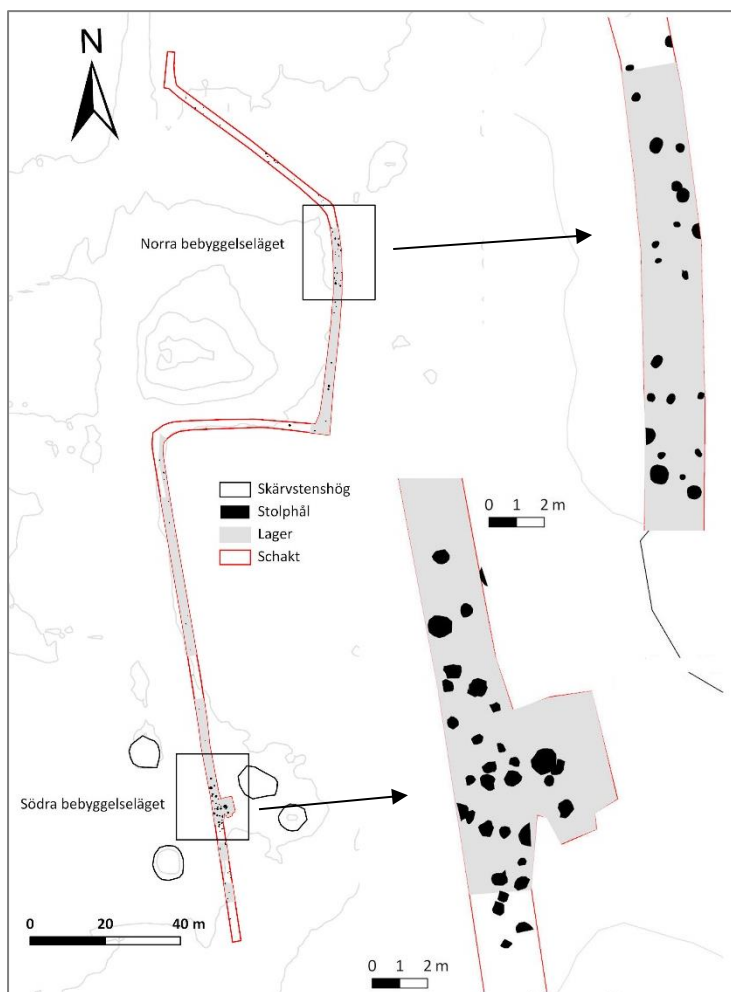 N
Norra bebyggelseläget
Skärvstenshög
Stolphål
Lager
Schakt
0 1 2 m
Södra bebyggelseläget
0 20 40 m
0 1 2 m